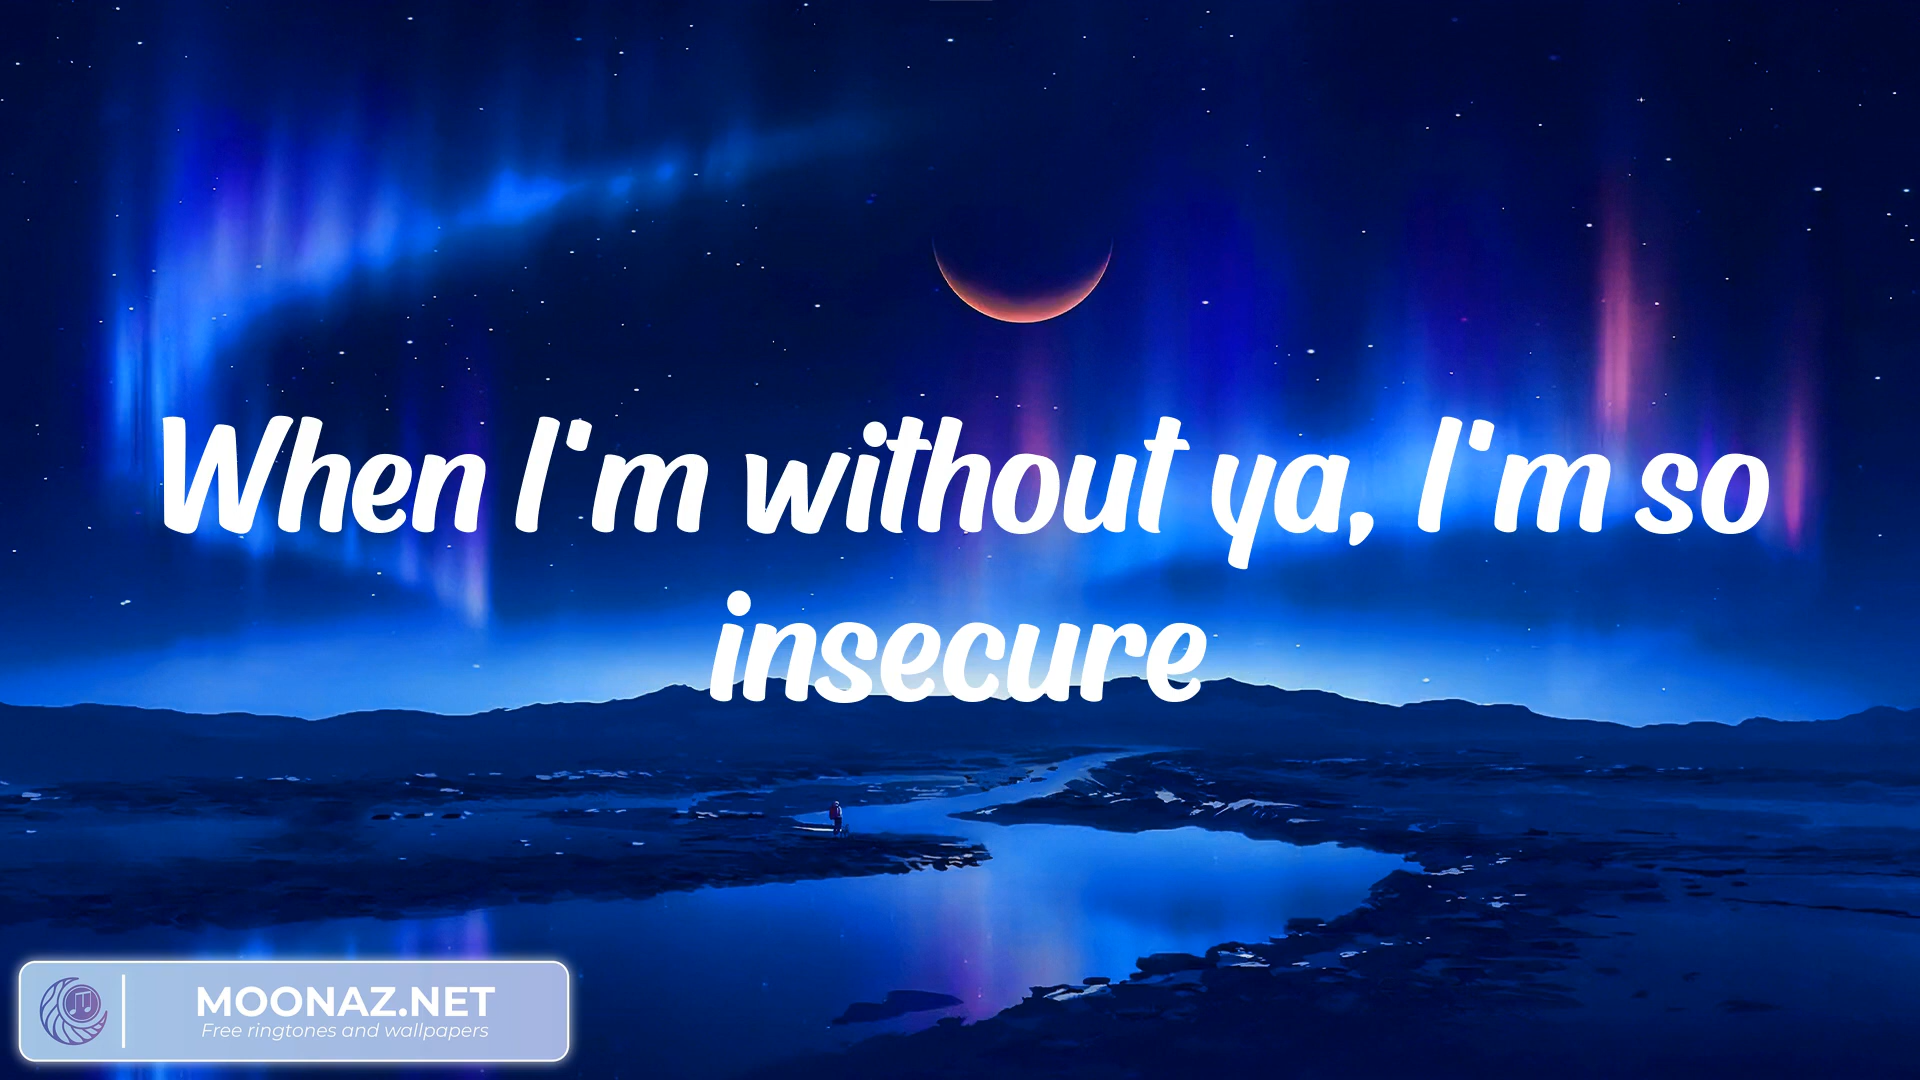 When I'm without ya, I'm so
insecure
MOONAZ.NET
Free ringtones and wallpapers